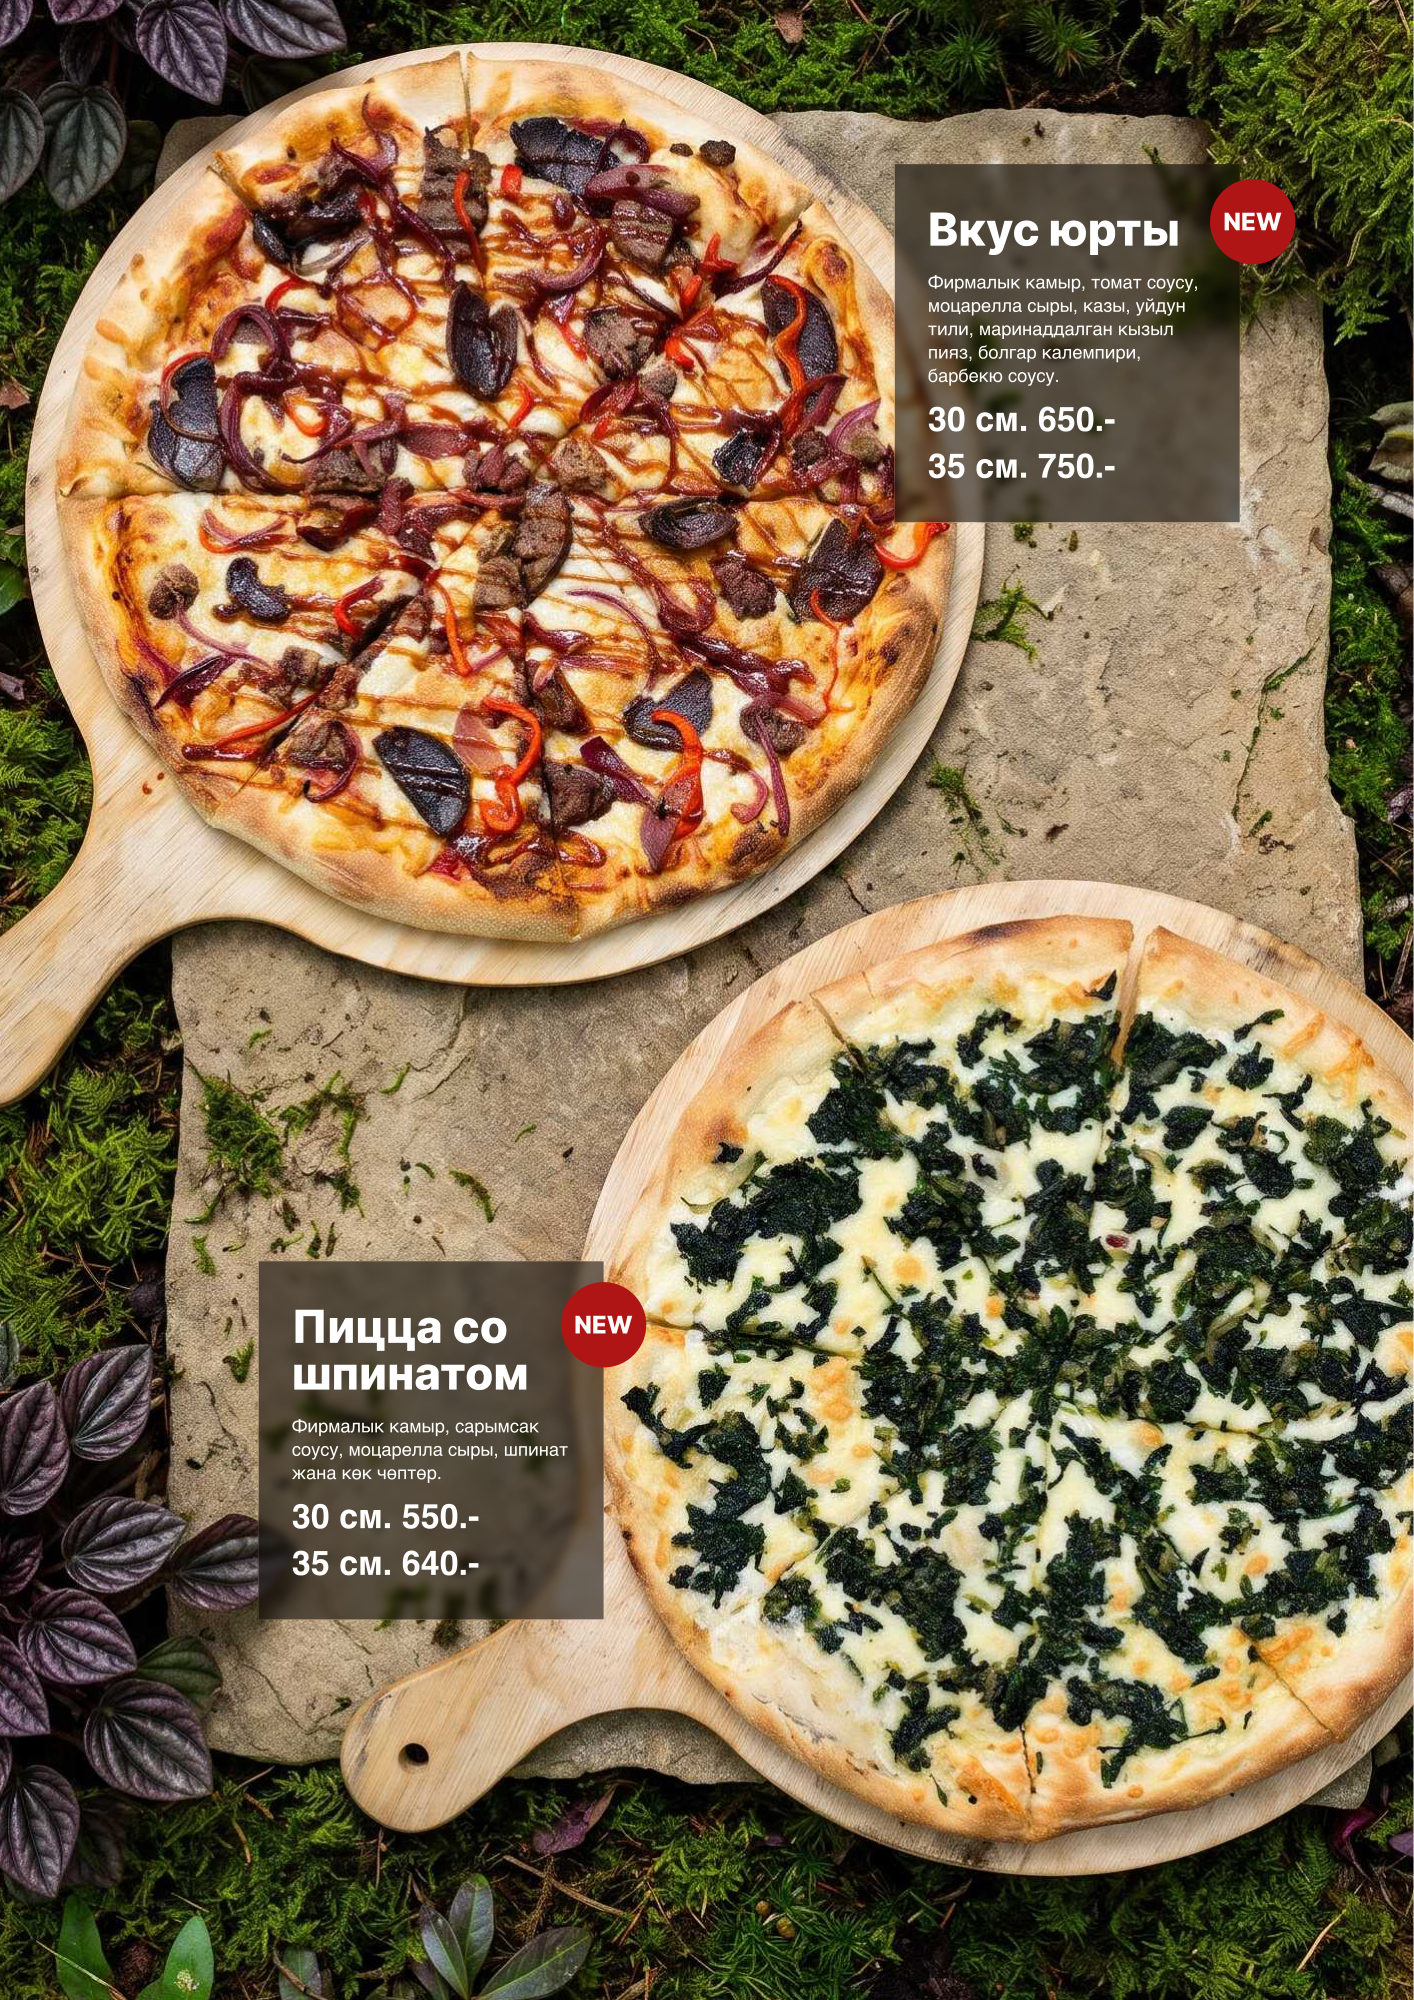 Вкус юрты
NEW
Фирмалык камыр, томат соусу,
моцарелла сыры, казы, уйдун
тили, маринаддалган кызыл
пияз, болгар калемпири,
барбекю соусу.
30 см. 650.-
35 см. 750.-
Пицца со
шпинатом
NEW
Фирмалык камыр, сарымсак
соусу, моцарелла сыры, шпинат
жана көк чөптөр.
30 см. 550.-
35 см. 640.-